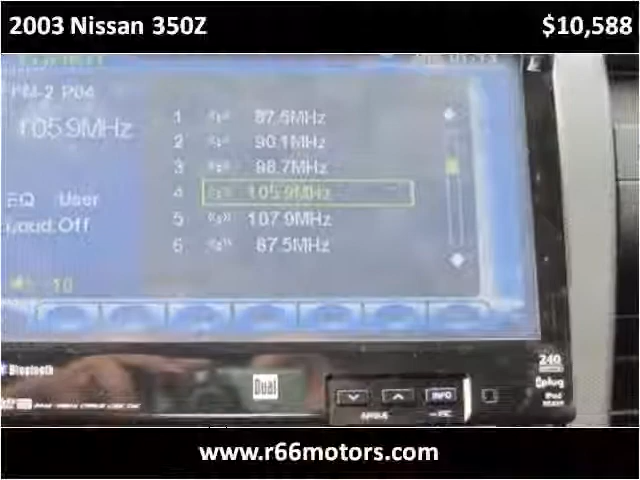 2003 Nissan 350Z $10,588
FM-2 P04
105.9MHz
1 87.5MHz
2 90.1MHz
3 98.7MHz
4 105.9MHz
5 107.9MHz
6 87.5MHz
EQ User
Loud:Off
10
Bluetooth
Dual
INFO
240
iplug
www.r66motors.com